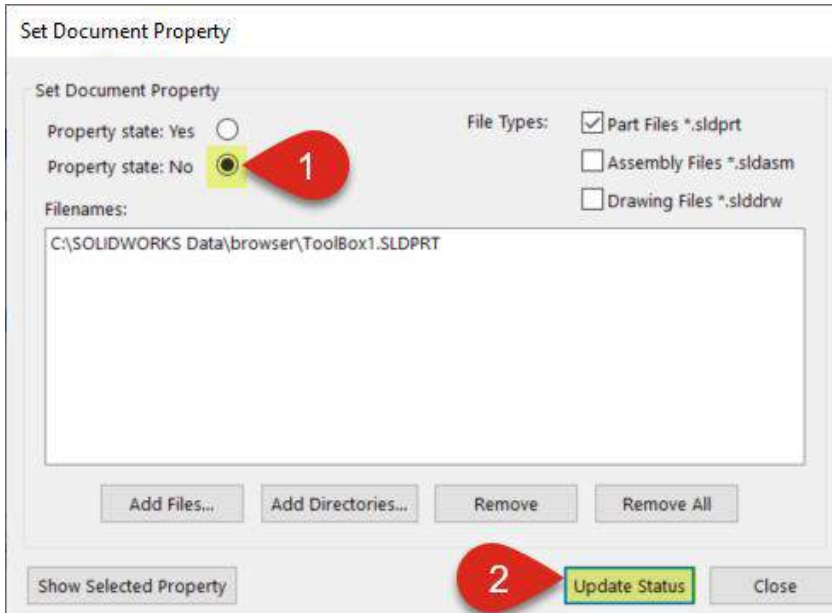 Set Document Property
Set Document Property
Property state: Yes
File Types:
Part Files *.sldprt
Property state: No
1
Assembly Files *.sldasm
Drawing Files *.slddrw
Filenames:
C:\SOLIDWORKS Data\browser\ToolBox1.SLDPRT
Add Files...
Add Directories...
Remove
Remove All
Show Selected Property
2
Update Status
Close